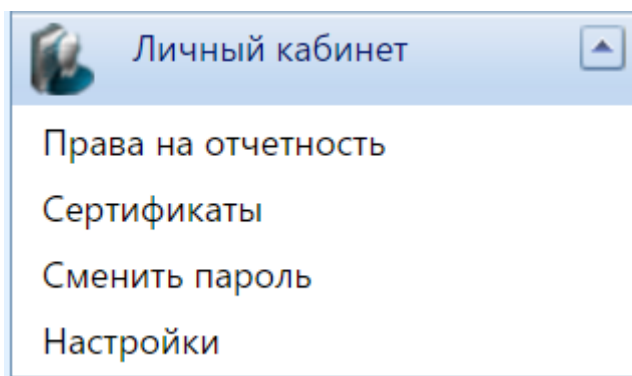 Личный кабинет
Права на отчетность
Сертификаты
Сменить пароль
Настройки